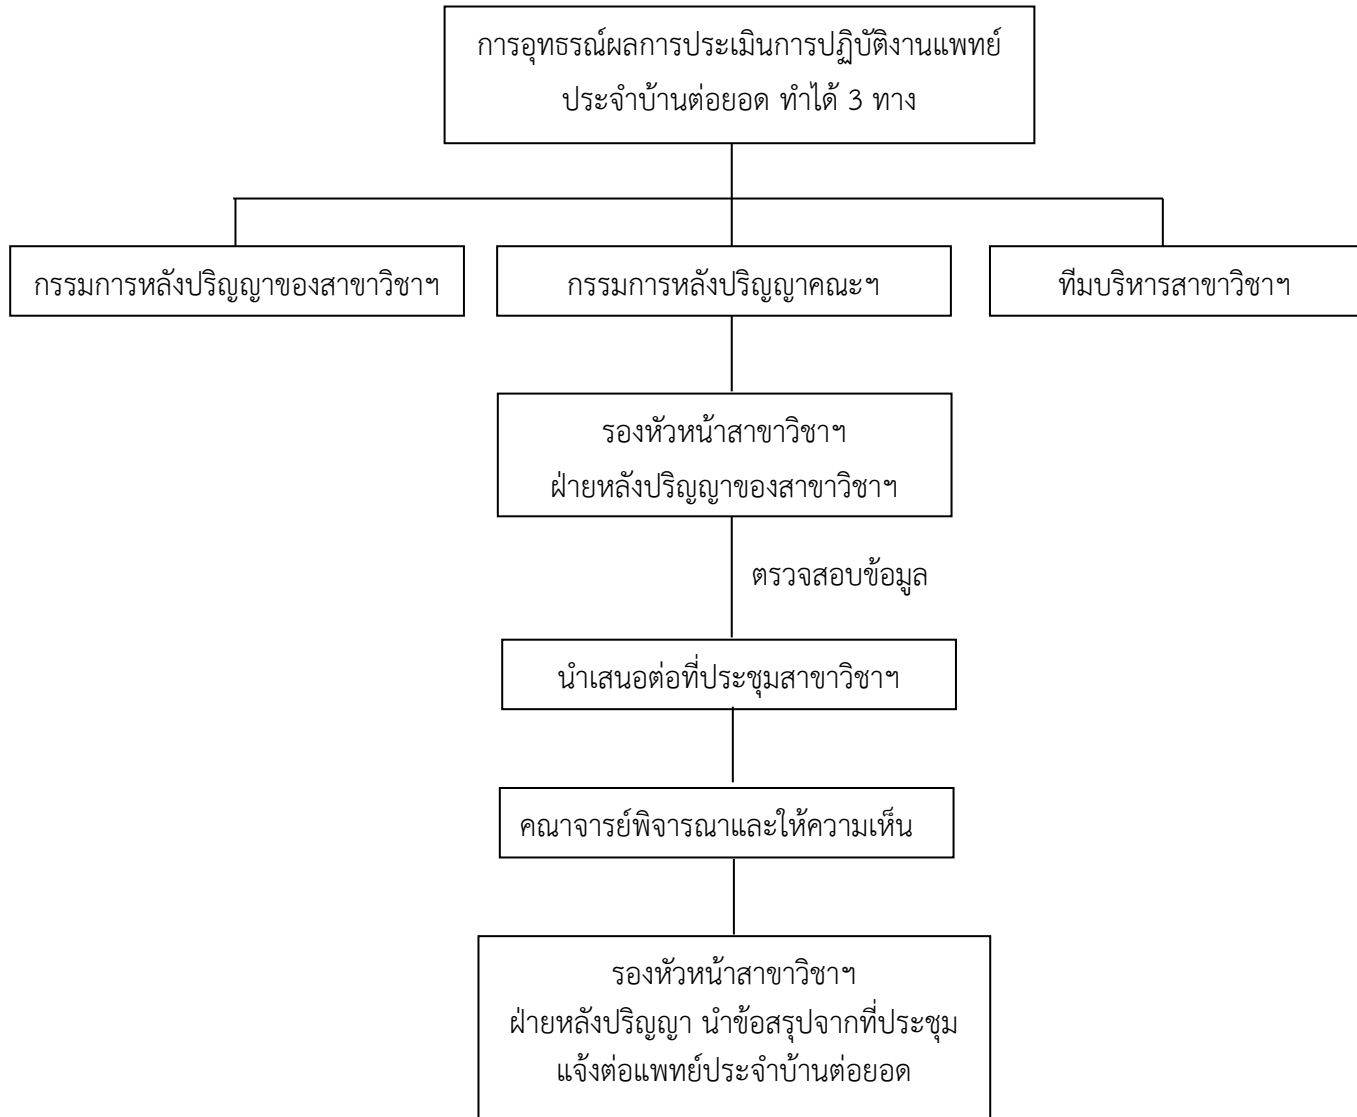 การอุทธรณ์ผลการประเมินการปฏิบัติงานแพทย์
ประจำบ้านต่อยอด ทำได้ 3 ทาง
กรรมการหลังปริญญาของสาขาวิชาฯ
กรรมการหลังปริญญาคณะฯ
ทีมบริหารสาขาวิชาฯ
รองหัวหน้าสาขาวิชาฯ
ฝ่ายหลังปริญญาของสาขาวิชาฯ
ตรวจสอบข้อมูล
นำเสนอต่อที่ประชุมสาขาวิชาฯ
คณาจารย์พิจารณาและให้ความเห็น
รองหัวหน้าสาขาวิชาฯ
ฝ่ายหลังปริญญา นำข้อสรุปจากที่ประชุม
แจ้งต่อแพทย์ประจำบ้านต่อยอด